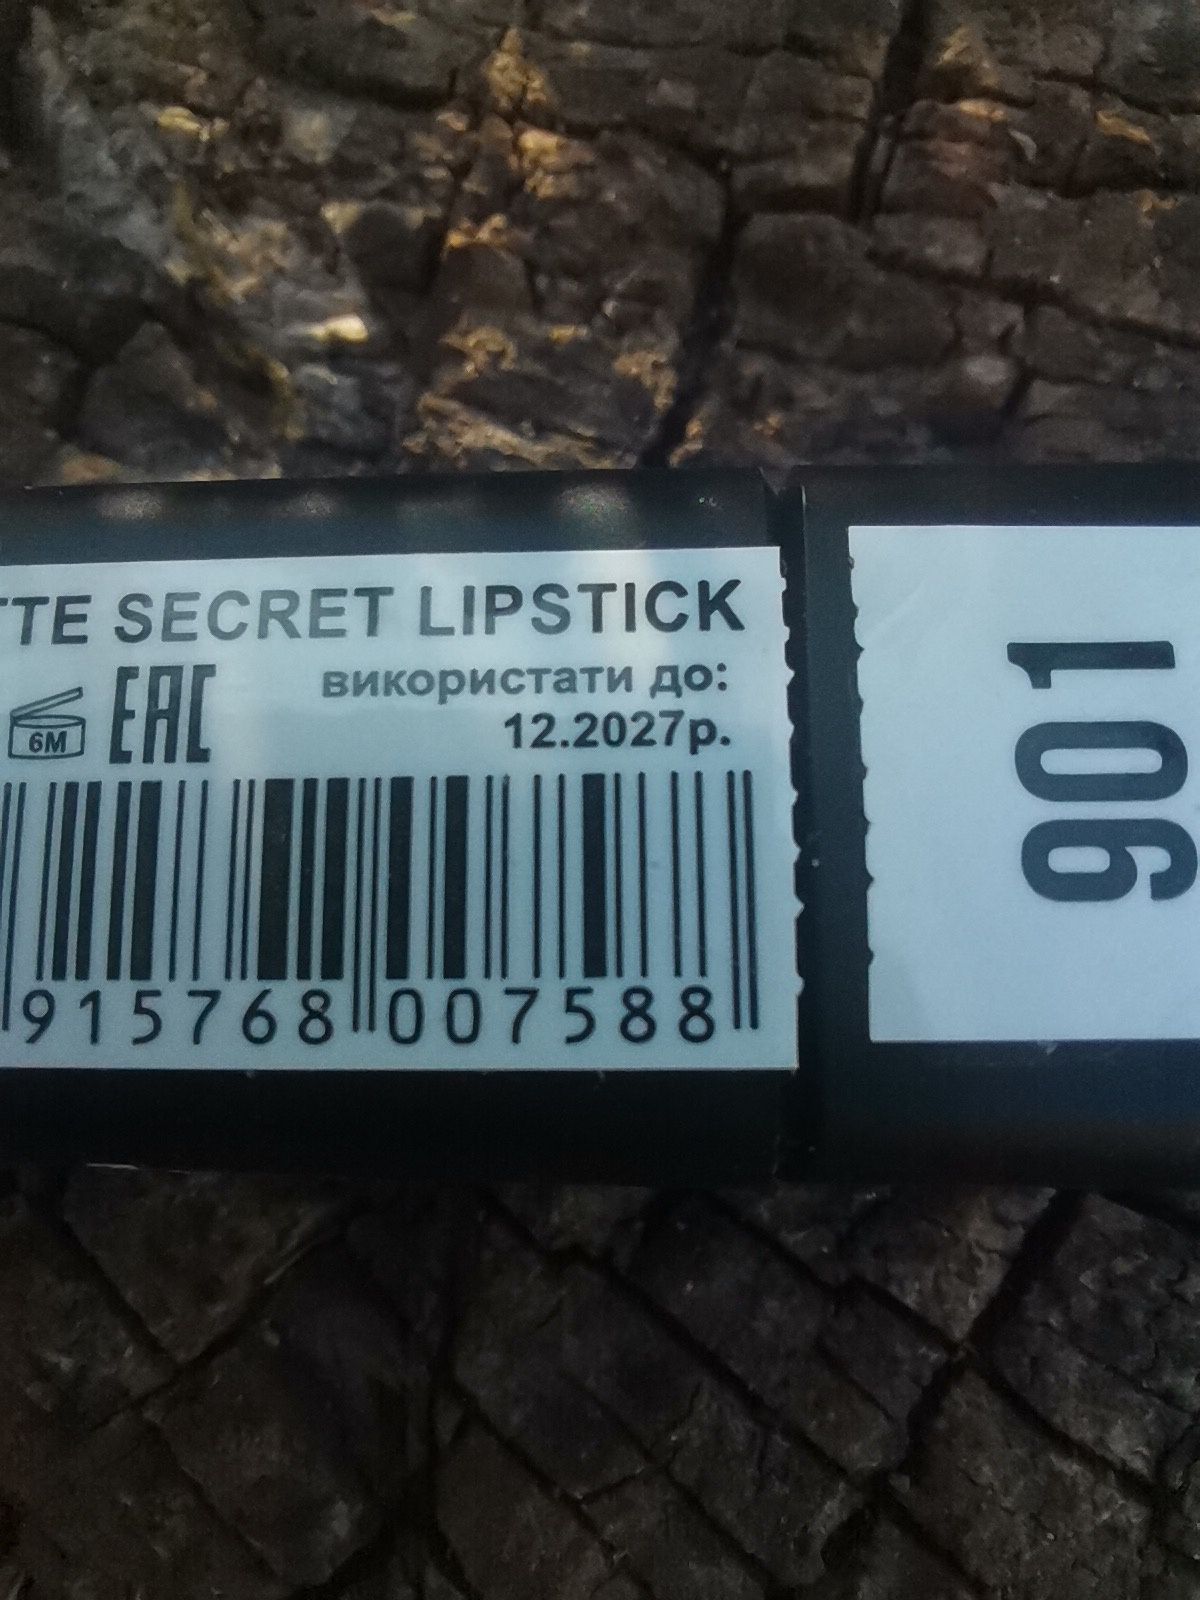 TTE SECRET LIPSTICK
6M EAC використати до:
12.2027р.
915768 007588
901